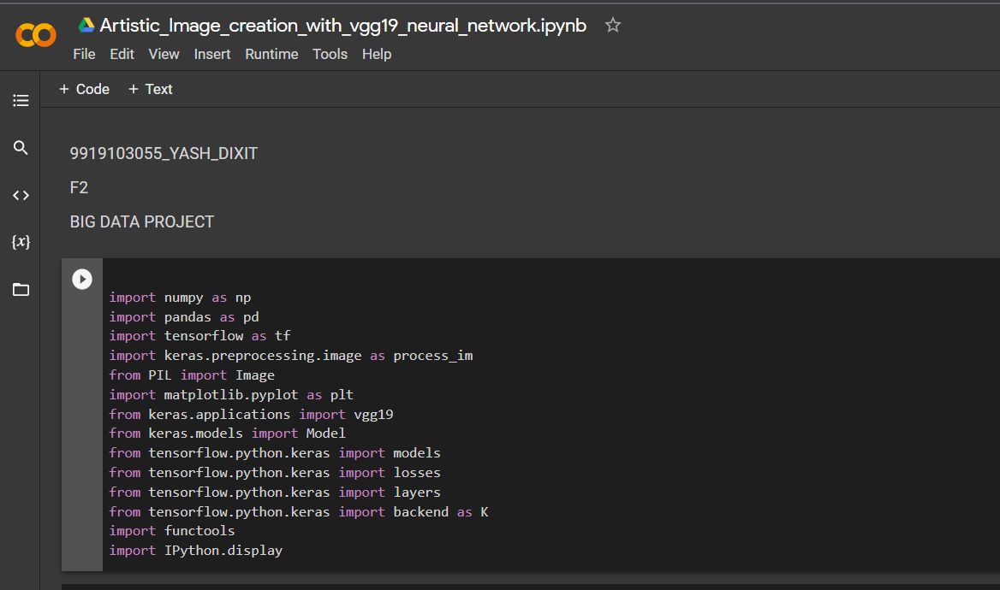 Artistic_Image_creation_with_vgg19_neural_network.ipynb
File Edit View Insert Runtime Tools Help
+ Code + Text
9919103055_YASH_DIXIT
F2
BIG DATA PROJECT
import numpy as np
import pandas as pd
import tensorflow as tf
import keras.preprocessing.image as process_im
from PIL import Image
import matplotlib.pyplot as plt
from keras.applications import vgg19
from keras.models import Model
from tensorflow.python.keras import models
from tensorflow.python.keras import losses
from tensorflow.python.keras import layers
from tensorflow.python.keras import backend as K
import functools
import IPython.display